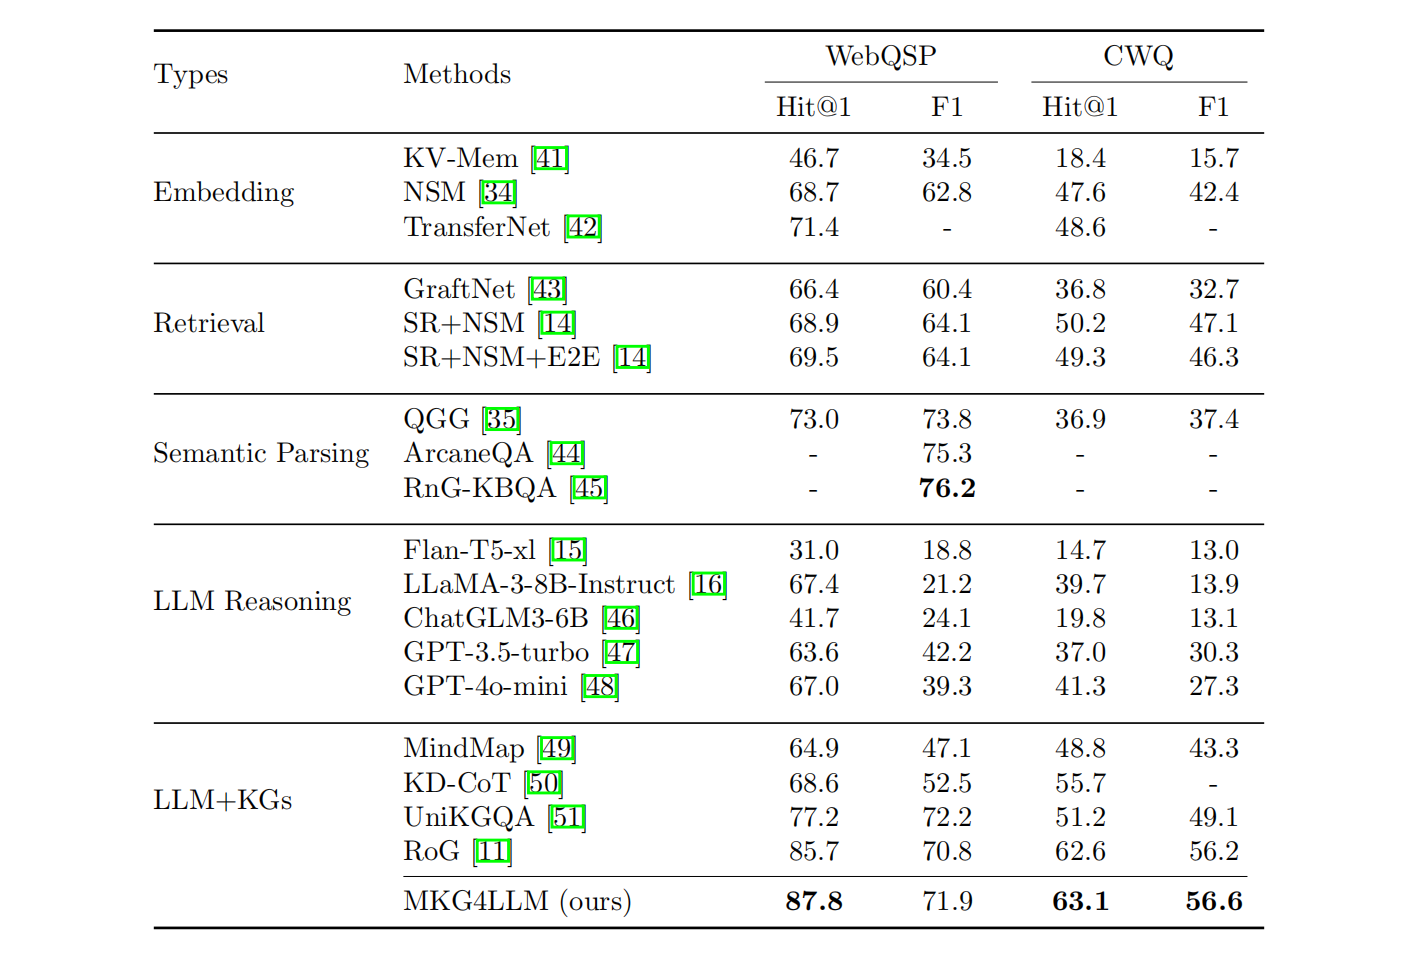 Types Methods WebQSP CWQ
Hit@1 F1 Hit@1 F1
Embedding
KV-Mem [41] 46.7 34.5 18.4 15.7
NSM [34] 68.7 62.8 47.6 42.4
TransferNet [42] 71.4 - 48.6 -
Retrieval
GraftNet [43] 66.4 60.4 36.8 32.7
SR+NSM [14] 68.9 64.1 50.2 47.1
SR+NSM+E2E [14] 69.5 64.1 49.3 46.3
Semantic Parsing
QGG [35] 73.0 73.8 36.9 37.4
ArcaneQA [44] - 75.3 - -
RnG-KBQA [45] - 76.2 - -
LLM Reasoning
Flan-T5-xl [15] 31.0 18.8 14.7 13.0
LLaMA-3-8B-Instruct [16] 67.4 21.2 39.7 13.9
ChatGLM3-6B [46] 41.7 24.1 19.8 13.1
GPT-3.5-turbo [47] 63.6 42.2 37.0 30.3
GPT-4o-mini [48] 67.0 39.3 41.3 27.3
LLM+KGs
MindMap [49] 64.9 47.1 48.8 43.3
KD-CoT [50] 68.6 52.5 55.7 -
UniKGQA [51] 77.2 72.2 51.2 49.1
RoG [11] 85.7 70.8 62.6 56.2
MKG4LLM (ours) 87.8 71.9 63.1 56.6